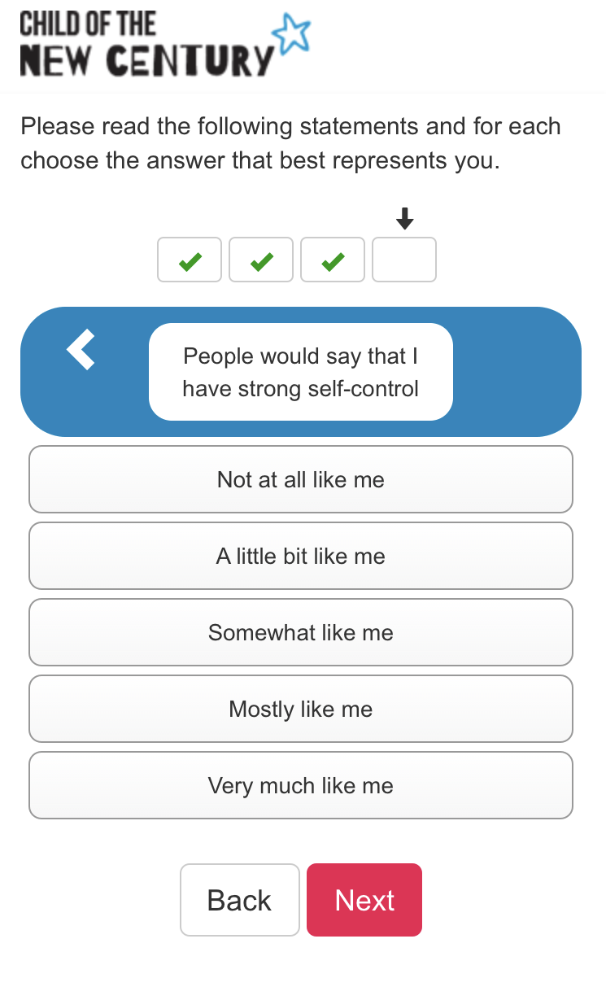 CHILD OF THE
NEW CENTURY
Please read the following statements and for each
choose the answer that best represents you.
People would say that I
have strong self-control
Not at all like me
A little bit like me
Somewhat like me
Mostly like me
Very much like me
Back
Next